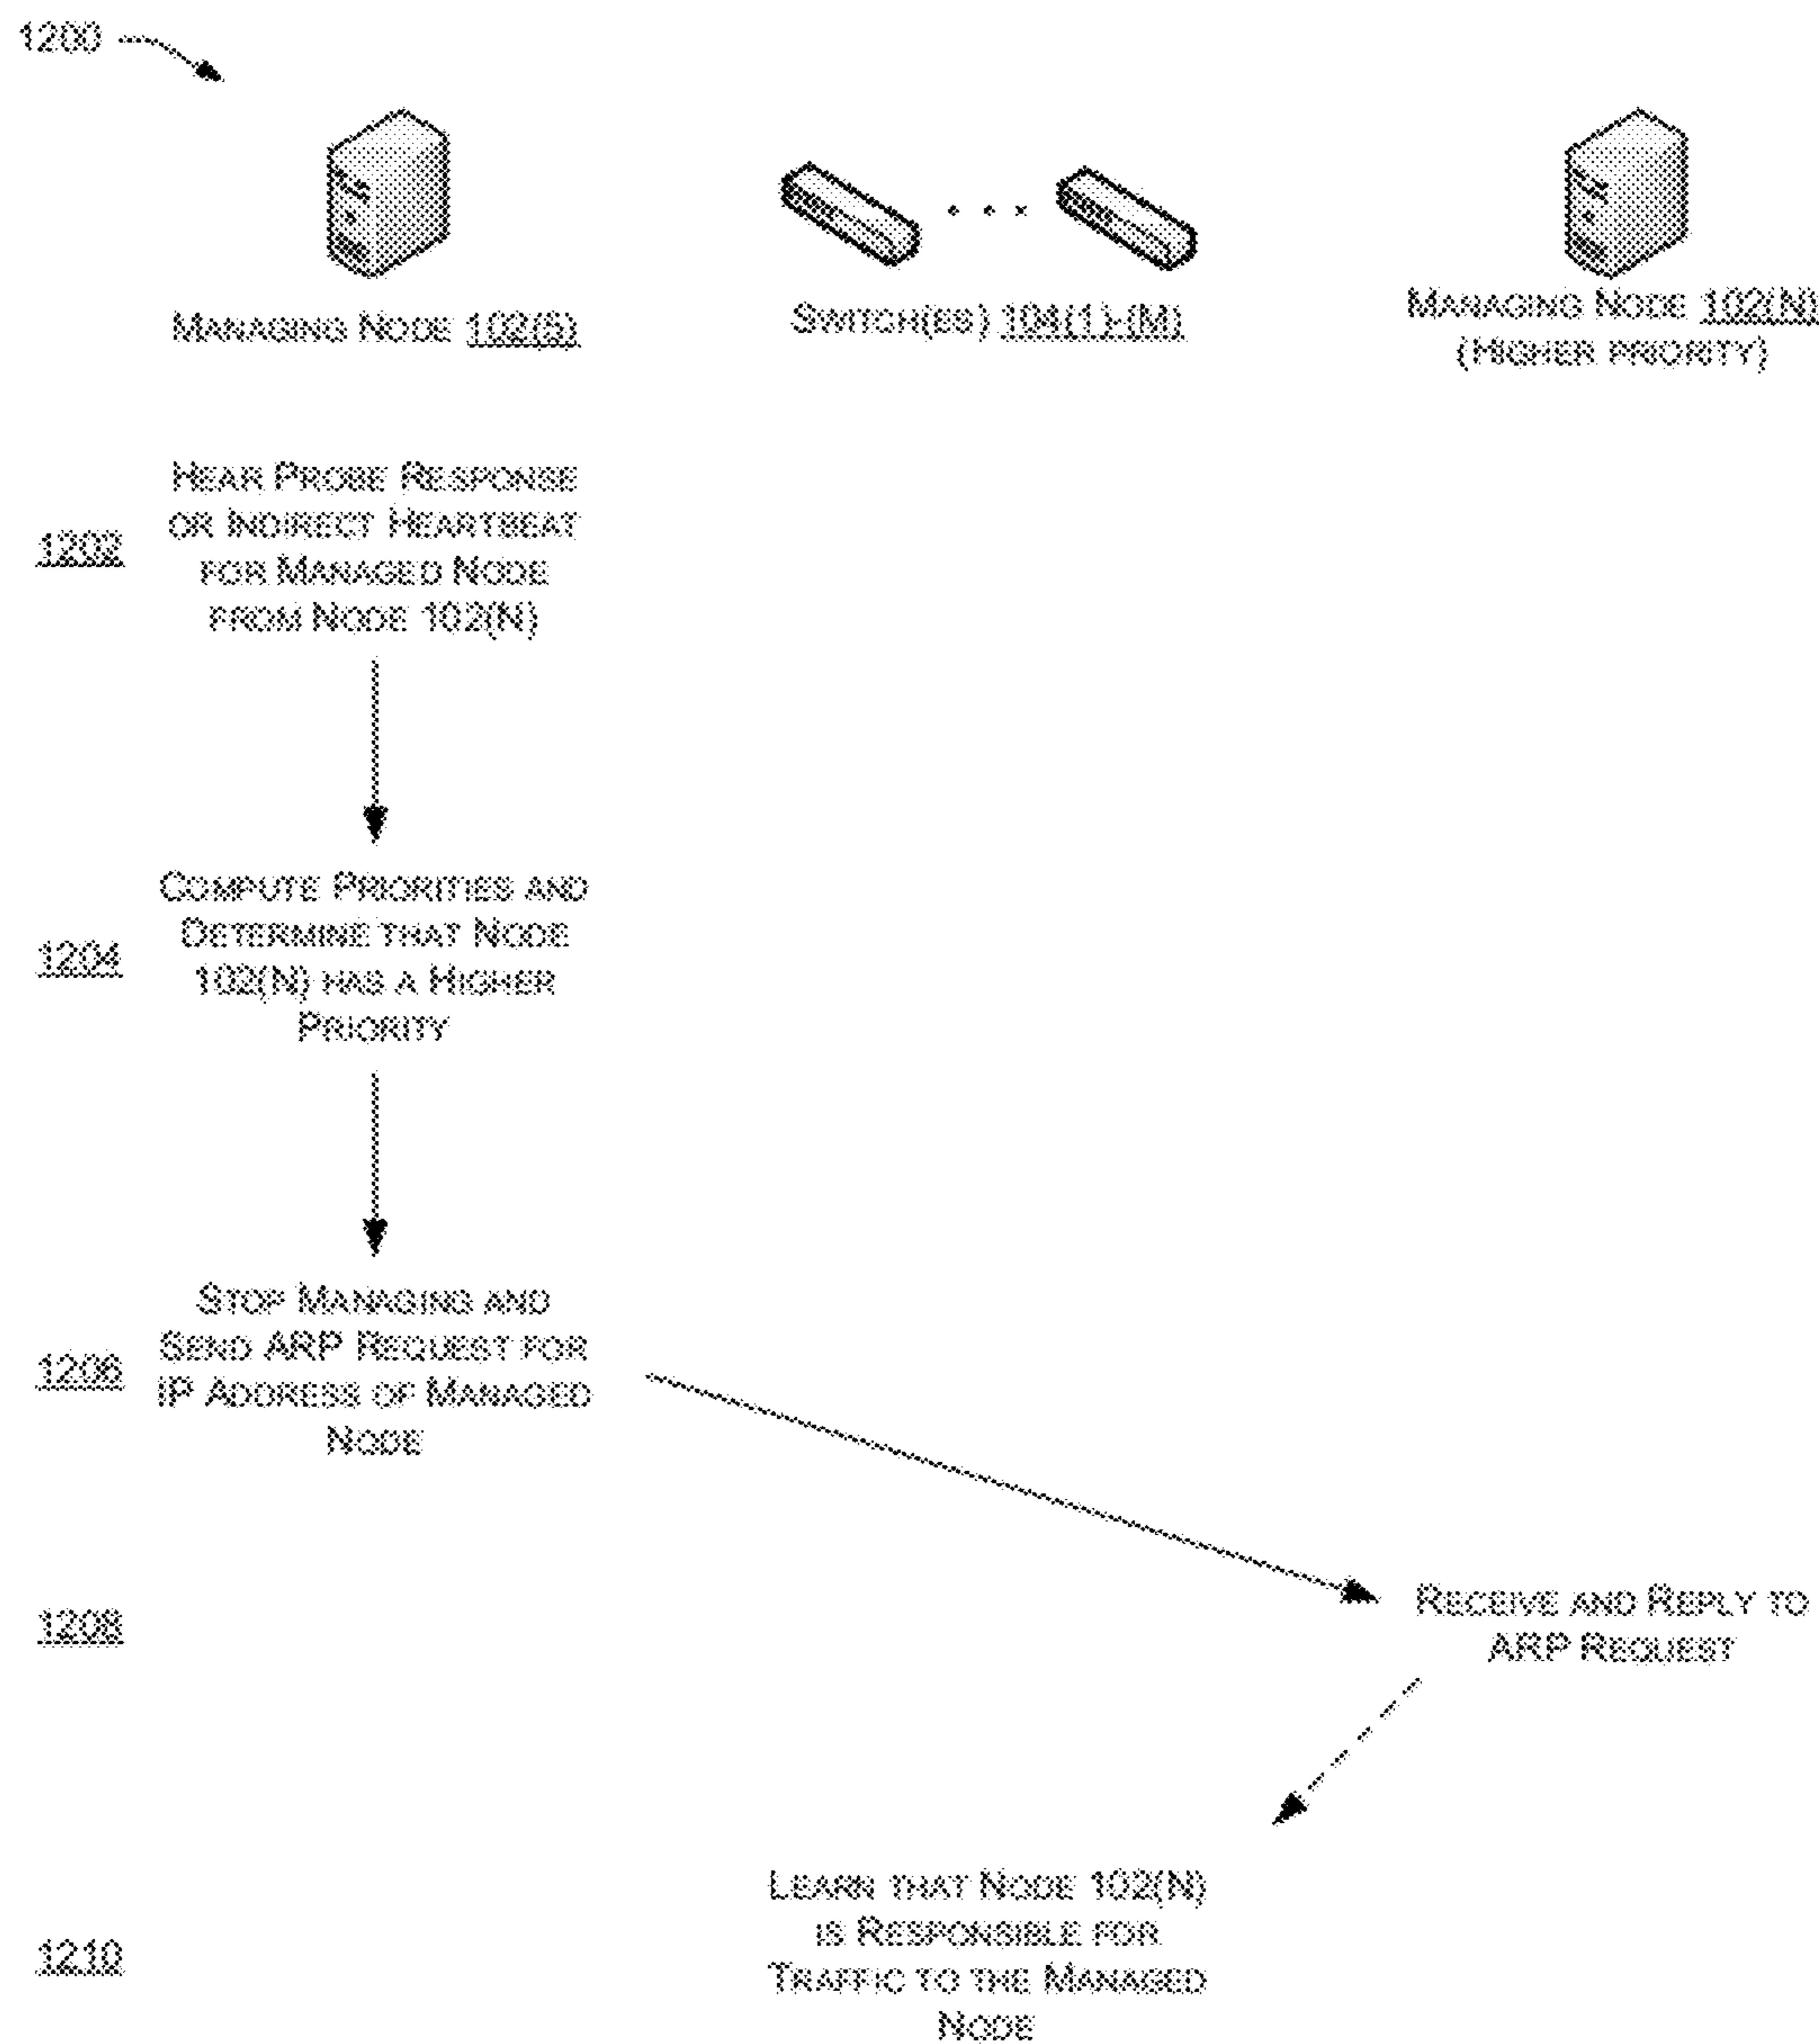 1200
MANAGING NODE 102(5)
SWITCH(ES) 104(1)-(M)
MANAGING NODE 102(N)
(HIGHER PRIORITY)
1202
HEAR PROBE RESPONSE
OR INDIRECT HEARTBEAT
FOR MANAGED NODE
FROM NODE 102(N)
1204
COMPUTE PRIORITIES AND
DETERMINE THAT NODE
102(N) HAS A HIGHER
PRIORITY
1206
STOP MANAGING AND
SEND ARP REQUEST FOR
IP ADDRESS OF MANAGED
NODE
1208
RECEIVE AND REPLY TO
ARP REQUEST
1210
LEARN THAT NODE 102(N)
IS RESPONSIBLE FOR
TRAFFIC TO THE MANAGED
NODE